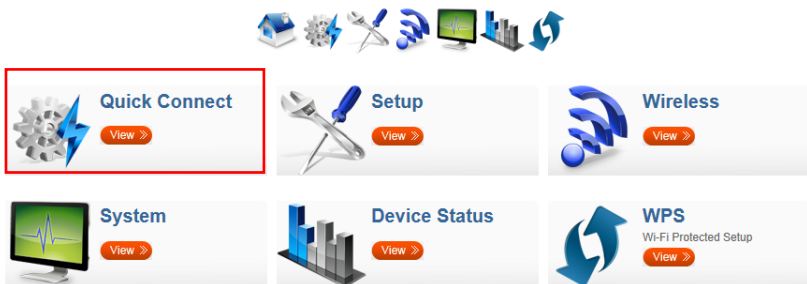 Quick Connect
View »
Setup
View »
Wireless
View »
System
View »
Device Status
View »
WPS
Wi-Fi Protected Setup
View »